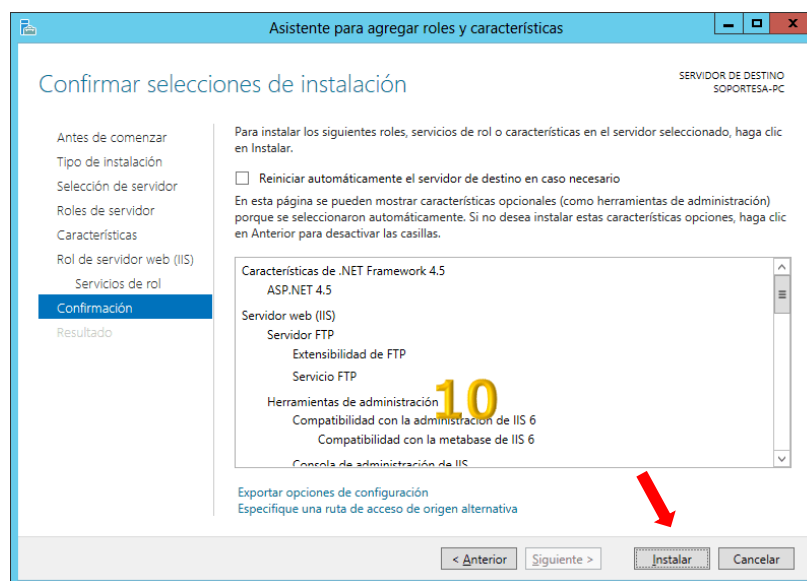 Asistente para agregar roles y características
Confirmar selecciones de instalación
SERVIDOR DE DESTINO
SOPORTESA-PC
Antes de comenzar
Tipo de instalación
Selección de servidor
Roles de servidor
Características
Rol de servidor web (IIS)
Servicios de rol
Confirmación
Resultado
Para instalar los siguientes roles, servicios de rol o características en el servidor seleccionado, haga clic
en Instalar.
Reiniciar automáticamente el servidor de destino en caso necesario
En esta página se pueden mostrar características opcionales (como herramientas de administración)
porque se seleccionaron automáticamente. Si no desea instalar estas características opciones, haga clic
en Anterior para desactivar las casillas.
Características de .NET Framework 4.5
ASP.NET 4.5
Servidor web (IIS)
Servidor FTP
Extensibilidad de FTP
Servicio FTP
Herramientas de administración
10
Compatibilidad con la administración de IIS 6
Compatibilidad con la metabase de IIS 6
Consola de administración de IIS
Exportar opciones de configuración
Especifique una ruta de acceso de origen alternativa
< Anterior
Siguiente >
Instalar
Cancelar